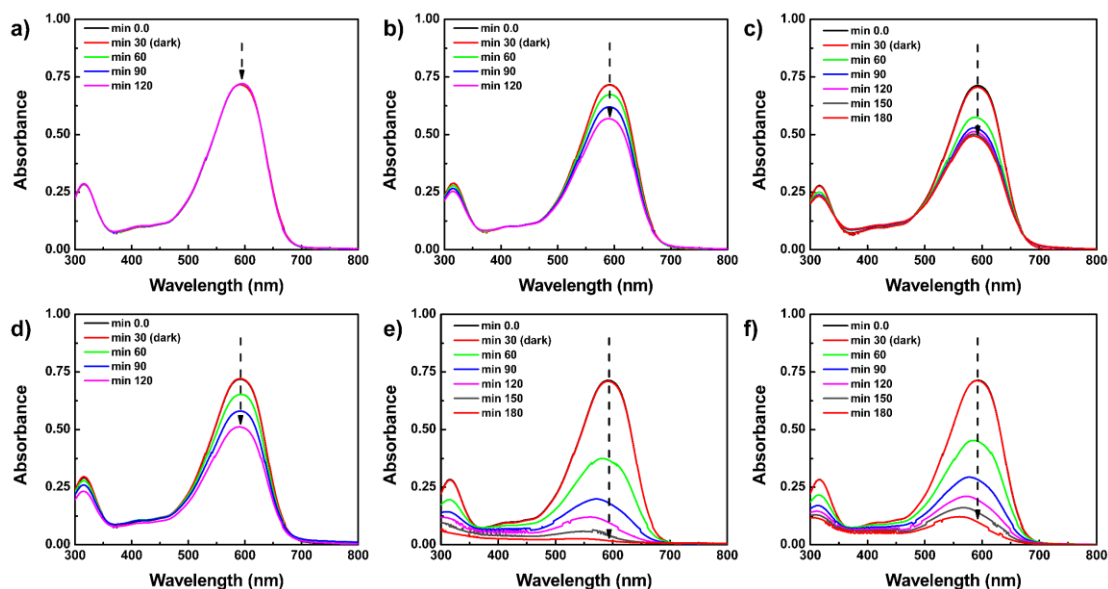 a)
min 0.0
min 30 (dark)
min 60
min 90
min 120
Absorbance
1.00
0.75
0.50
0.25
0.00
300 400 500 600 700 800
Wavelength (nm)
b)
min 0.0
min 30 (dark)
min 60
min 90
min 120
Absorbance
1.00
0.75
0.50
0.25
0.00
300 400 500 600 700 800
Wavelength (nm)
c)
min 0.0
min 30 (dark)
min 60
min 90
min 120
min 150
min 180
Absorbance
1.00
0.75
0.50
0.25
0.00
300 400 500 600 700 800
Wavelength (nm)
d)
min 0.0
min 30 (dark)
min 60
min 90
min 120
Absorbance
1.00
0.75
0.50
0.25
0.00
300 400 500 600 700 800
Wavelength (nm)
e)
min 0.0
min 30 (dark)
min 60
min 90
min 120
min 150
min 180
Absorbance
1.00
0.75
0.50
0.25
0.00
300 400 500 600 700 800
Wavelength (nm)
f)
min 0.0
min 30 (dark)
min 60
min 90
min 120
min 150
min 180
Absorbance
1.00
0.75
0.50
0.25
0.00
300 400 500 600 700 800
Wavelength (nm)